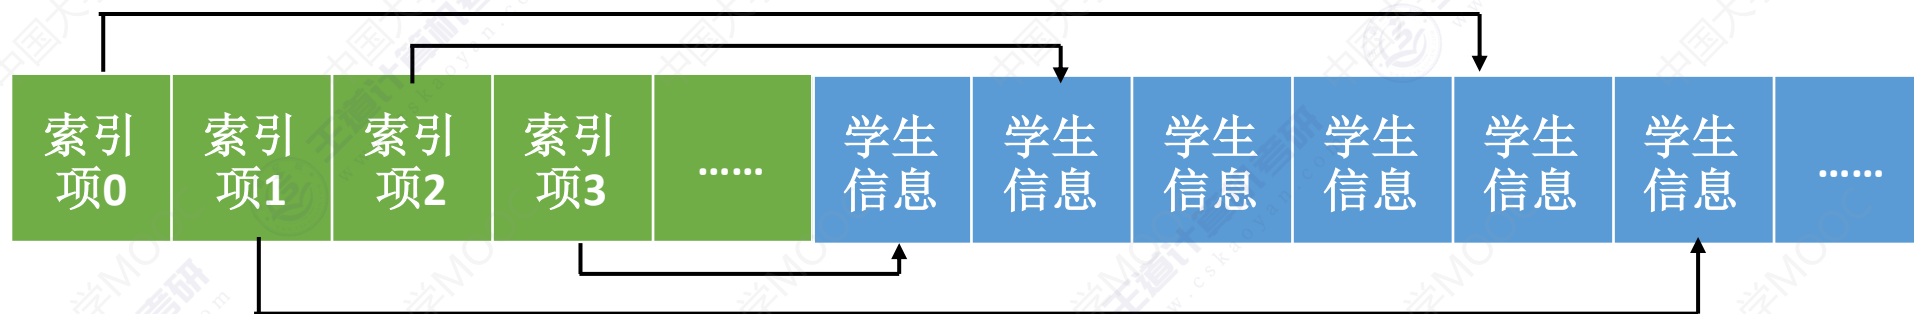 索引
项0
索引
项1
索引
项2
索引
项3
......
学生
信息
学生
信息
学生
信息
学生
信息
学生
信息
学生
信息
......